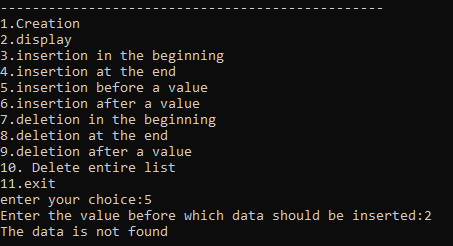 ------------------------------------------------
1.Creation
2.display
3.insertion in the beginning
4.insertion at the end
5.insertion before a value
6.insertion after a value
7.deletion in the beginning
8.deletion at the end
9.deletion after a value
10. Delete entire list
11.exit
enter your choice:5
Enter the value before which data should be inserted:2
The data is not found